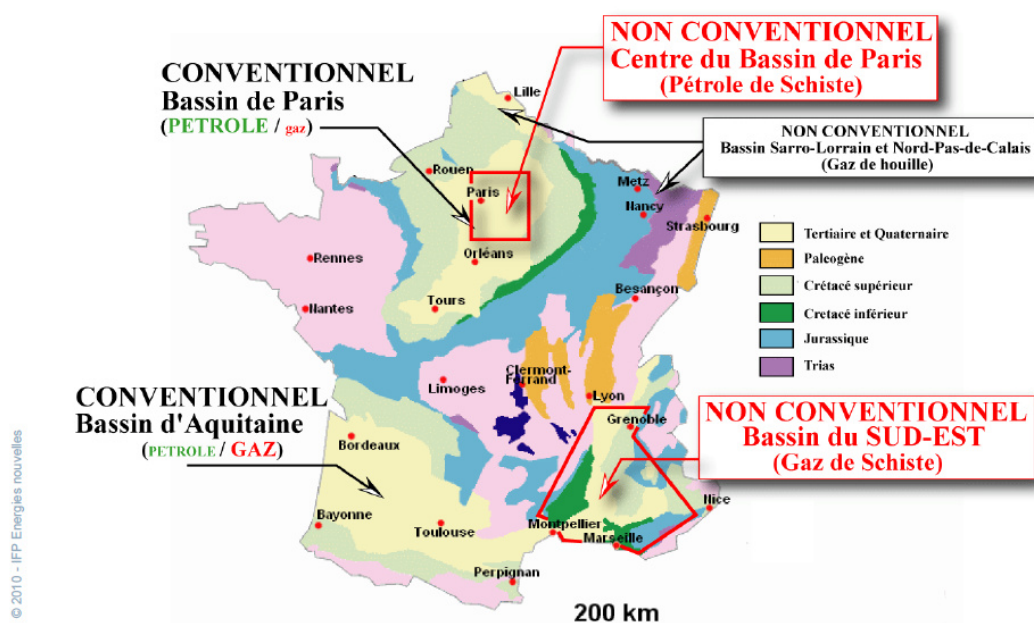 NON CONVENTIONNEL
Centre du Bassin de Paris
(Pétrole de Schiste)
CONVENTIONNEL
Bassin de Paris
(PETROLE / gaz)
NON CONVENTIONNEL
Bassin Sarro-Lorrain et Nord-Pas-de-Calais
(Gaz de houille)
Lille
Rouen
Paris
Metz
Nancy
Strasbourg
Orléans
Rennes
Besançon
Nantes
Tours
Tertiaire et Quaternaire
Paleogène
Crétacé supérieur
Cretacé inférieur
Jurassique
Trias
Clermont-
Ferrand
Limoges
Lyon
CONVENTIONNEL
Bassin d'Aquitaine
(PETROLE / GAZ)
NON CONVENTIONNEL
Bassin du SUD-EST
(Gaz de Schiste)
Grenoble
Bordeaux
Nice
Bayonne
Toulouse
Montpellier
Marseille
Perpignan
200 km
© 2010 - IFP Energies nouvelles